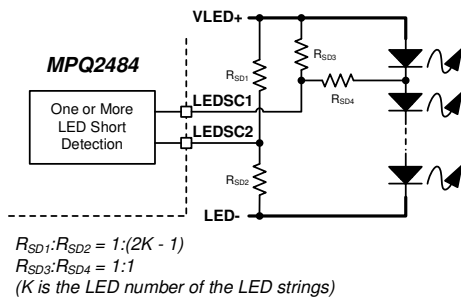 VLED+
MPQ2484
RSD1
RSD3
RSD4
One or More
LED Short
Detection
LEDSC1
LEDSC2
RSD2
LED-
RSD1:RSD2 = 1:(2K - 1)
RSD3:RSD4 = 1:1
(K is the LED number of the LED strings)